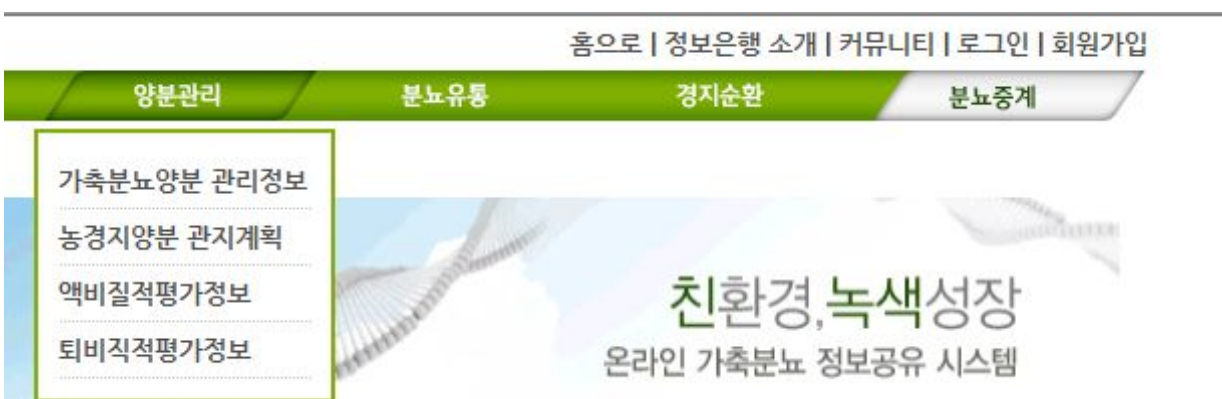 홈으로 | 정보은행 소개 | 커뮤니티 | 로그인 | 회원가입
양분관리 분뇨유통 경지순환 분뇨중계
가축분뇨양분 관리정보
농경지양분 관지계획
액비질적평가정보
퇴비직적평가정보
친환경,녹색성장
온라인 가축분뇨 정보공유 시스템